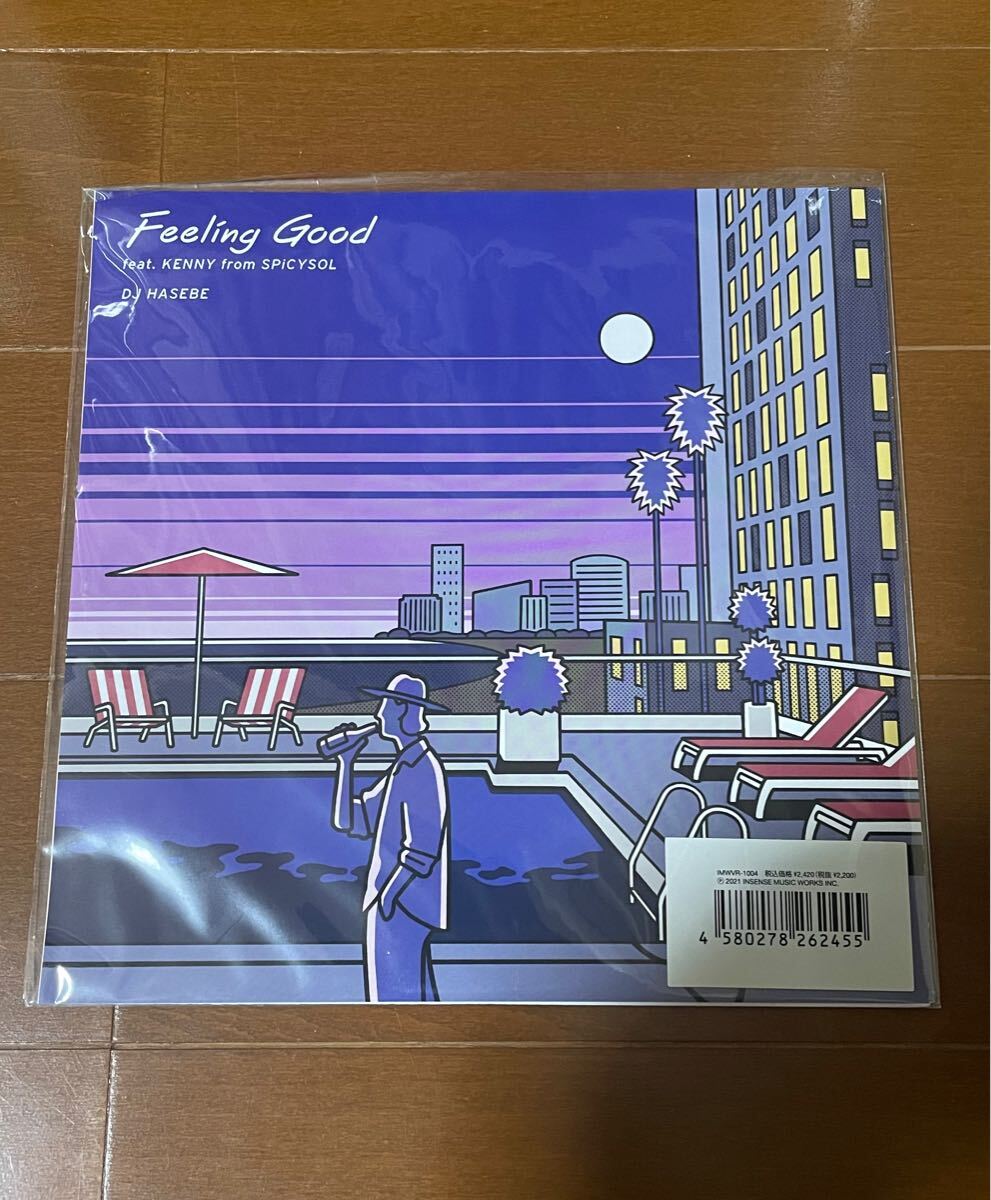 Feeling Good
feat. KENNY from SPiCYSOL
DJ HASEBE
IMWVR-1004 税込価格 ¥2,420(税抜 ¥2,200)
Ⓟ 2021 INSENSE MUSIC WORKS INC.
4 580278 262455